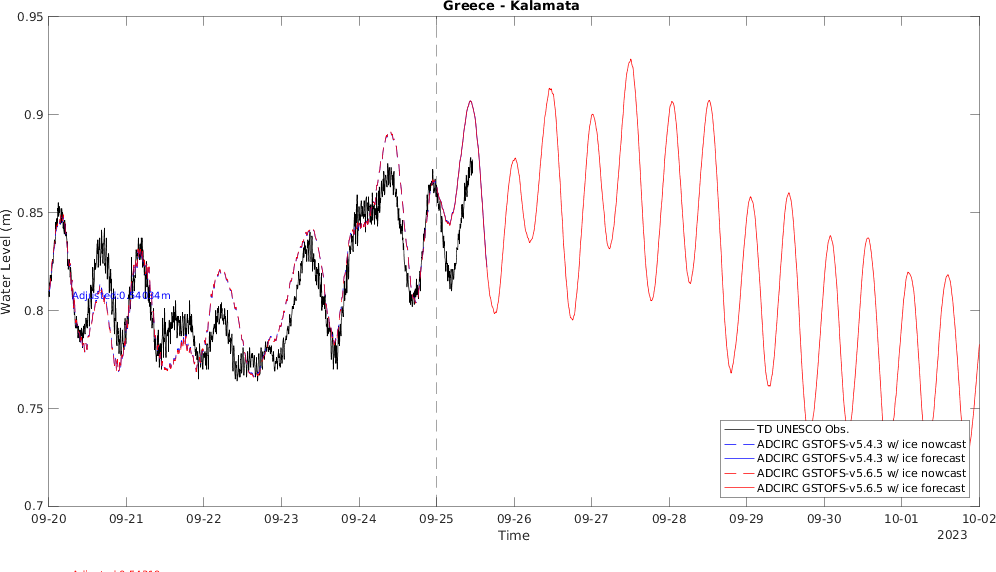 Greece - Kalamata
0.95
0.9
0.85
0.8
0.75
0.7
Water Level (m)
09-20
09-21
09-22
09-23
09-24
09-25
09-26
09-27
09-28
09-29
09-30
10-01
10-02
Time
2023
TD UNESCO Obs.
ADCIRC GSTOFS-v5.4.3 w/ ice nowcast
ADCIRC GSTOFS-v5.4.3 w/ ice forecast
ADCIRC GSTOFS-v5.6.5 w/ ice nowcast
ADCIRC GSTOFS-v5.6.5 w/ ice forecast